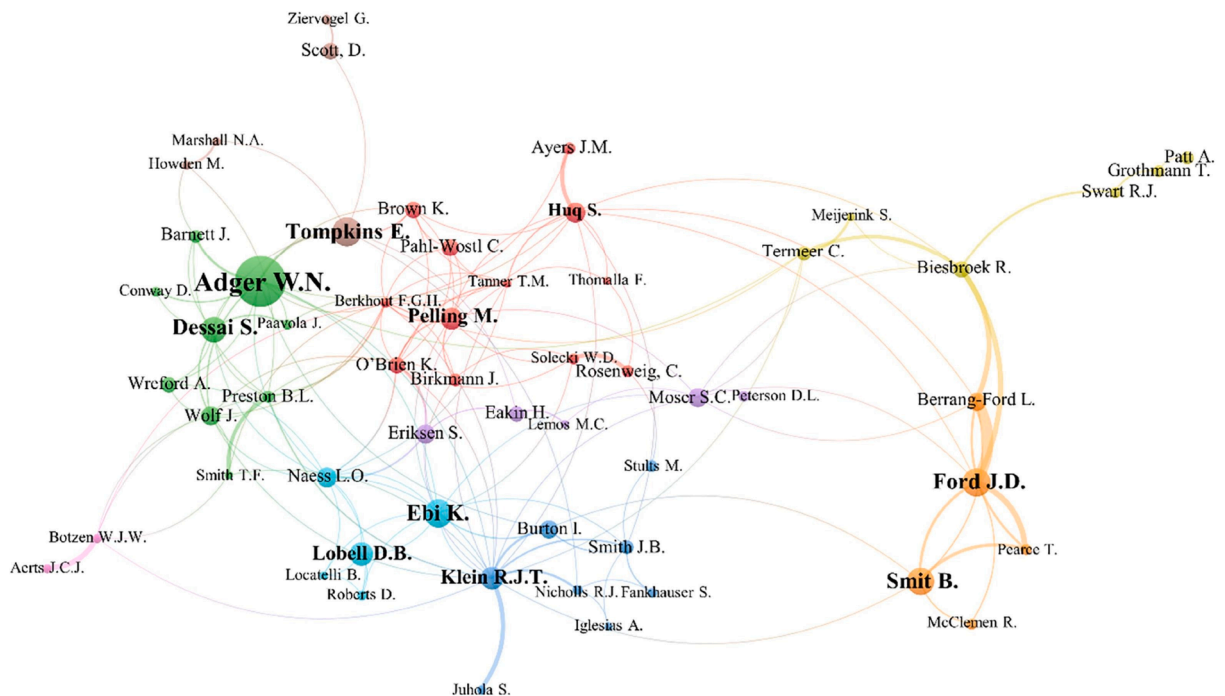 Ziervogel G.
Scott, D.
Marshall N.A.
Howden M.
Ayers J.M.
Patt A.
Grothmann T.
Swart R.J.
Brown K.
Huq S.
Meijerink S.
Tompkins E.
Barnett J.
Pahl-Wostl C.
Termeer C.
Biesbroek R.
Adger W.N.
Tanner T.M.
Thomalla F.
Conway D.
Berkhout F.G.H.
Dessai S.
Paavola J.
Pelling M.
O'Brien K.
Solecki W.D.
Rosenweig, C.
Birkmann J.
Wreford A.
Preston B.L.
Moser S.C.
Peterson D.L.
Berrang-Ford L.
Wolf J.
Eakin H.
Lemos M.C.
Eriksen S.
Smith T.F.
Naess L.O.
Stults M.
Ford J.D.
Ebi K.
Burton I.
Botzen W.J.W.
Smith J.B.
Pearce T.
Lobell D.B.
Aerts J.C.J.
Locatelli B.
Klein R.J.T.
Smit B.
Roberts D.
Nicholls R.J.
Fankhauser S.
Iglesias A.
McClemen R.
Juhola S.